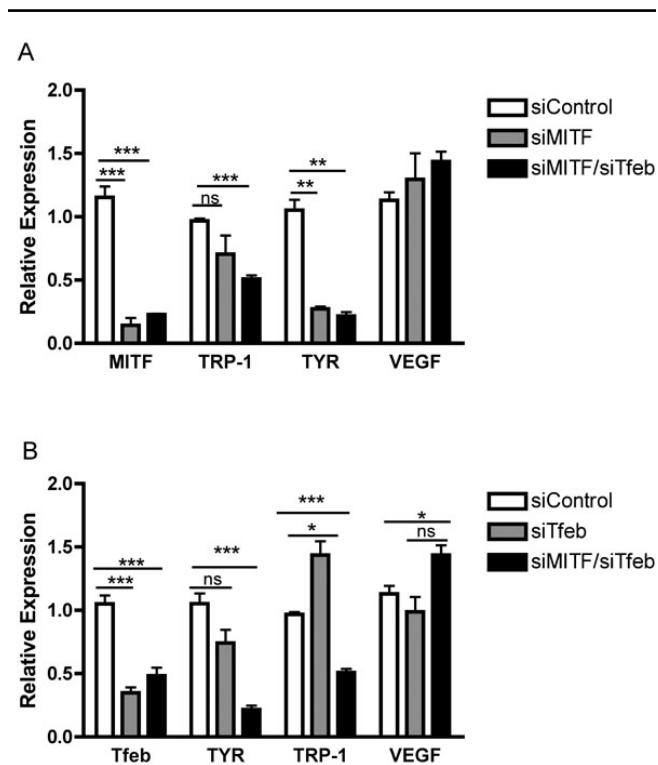 A
Relative Expression
2.0
1.5
1.0
0.5
0.0
***
***
***
ns
**
**
MITF
TRP-1
TYR
VEGF
siControl
siMITF
siMITF/siTfeb
B
Relative Expression
2.0
1.5
1.0
0.5
0.0
***
***
***
ns
***
*
*
ns
Tfeb
TYR
TRP-1
VEGF
siControl
siTfeb
siMITF/siTfeb